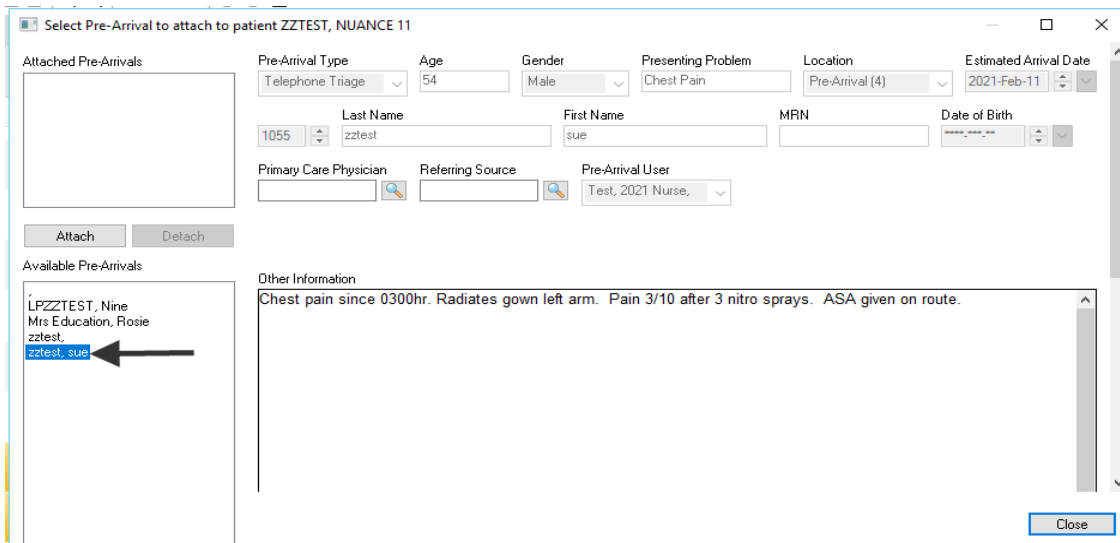 Select Pre-Arrival to attach to patient ZZTEST, NUANCE 11
Attached Pre-Arrivals
Pre-Arrival Type Age Gender Presenting Problem Location Estimated Arrival Date
Telephone Triage 54 Male Chest Pain Pre-Arrival (4) 2021-Feb-11
Last Name First Name MRN Date of Birth
1055 zztest sue ****-***-**
Primary Care Physician Referring Source Pre-Arrival User
Test, 2021 Nurse,
Attach Detach
Available Pre-Arrivals
Other Information
,
LPZZTEST, Nine
Mrs Education, Rosie
zztest,
zztest, sue
Chest pain since 0300hr. Radiates gown left arm. Pain 3/10 after 3 nitro sprays. ASA given on route.
Close